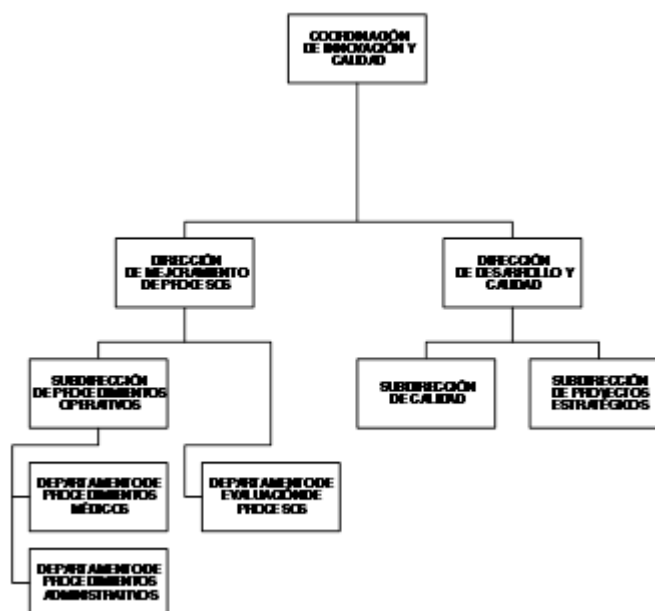 COORDINACIÓN
DE INNOVACIÓN Y
CALIDAD
DIRECCIÓN
DE MEJORAMIENTO
DE PROCESOS
DIRECCIÓN
DE DESARROLLO Y
CALIDAD
SUBDIRECCIÓN
DE PROCEDIMIENTOS
OPERATIVOS
SUBDIRECCIÓN
DE CALIDAD
SUBDIRECCIÓN
DE PROYECTOS
ESTRATÉGICOS
DEPARTAMENTO DE
PROCEDIMIENTOS
MÉDICOS
DEPARTAMENTO DE
EVALUACIÓN DE
PROCESOS
DEPARTAMENTO DE
PROCEDIMIENTOS
ADMINISTRATIVOS